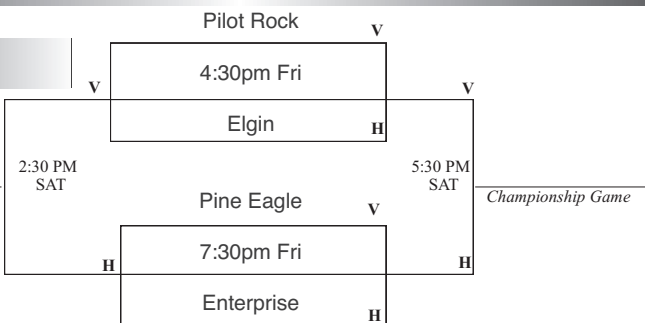 Pilot Rock
V
4:30pm Fri
V
V
Elgin
H
2:30 PM
SAT
5:30 PM
SAT
Championship Game
Pine Eagle
V
7:30pm Fri
H
H
Enterprise
H